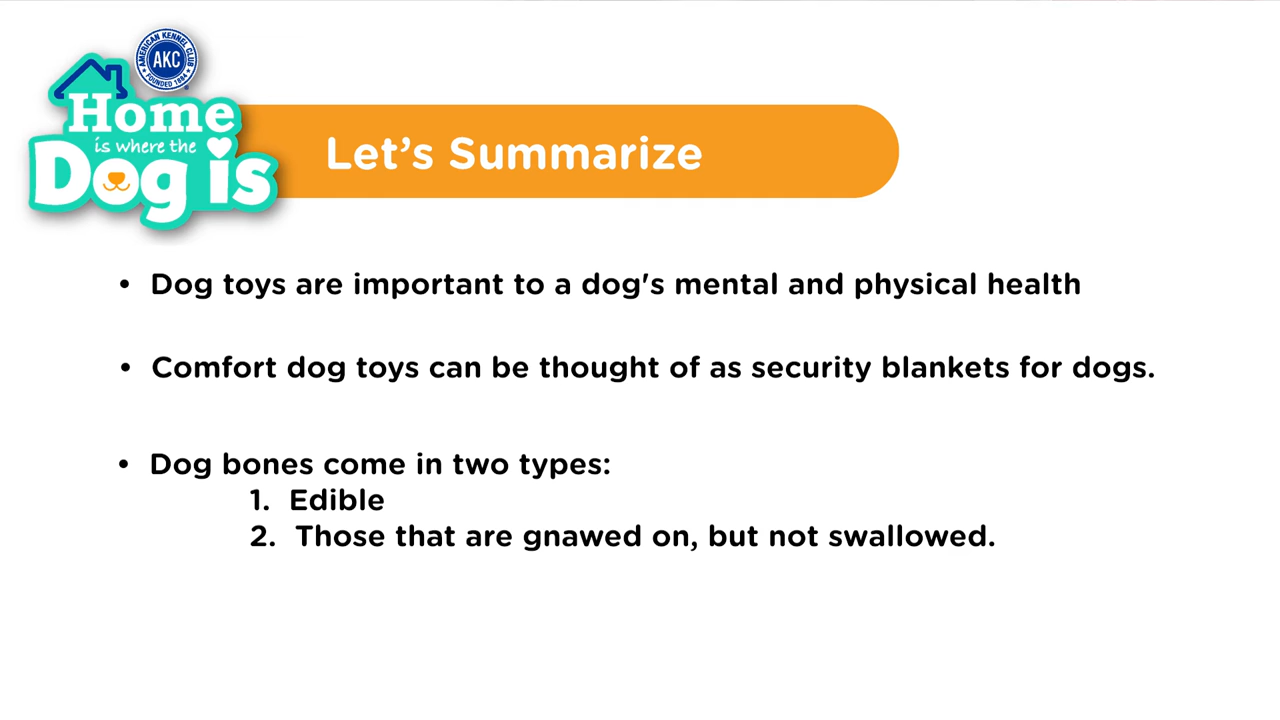 AMERICAN KENNEL CLUB
AKC
FOUNDED 1884
Home
is where the
Dog is
Let's Summarize
• Dog toys are important to a dog's mental and physical health
• Comfort dog toys can be thought of as security blankets for dogs.
• Dog bones come in two types:
1. Edible
2. Those that are gnawed on, but not swallowed.